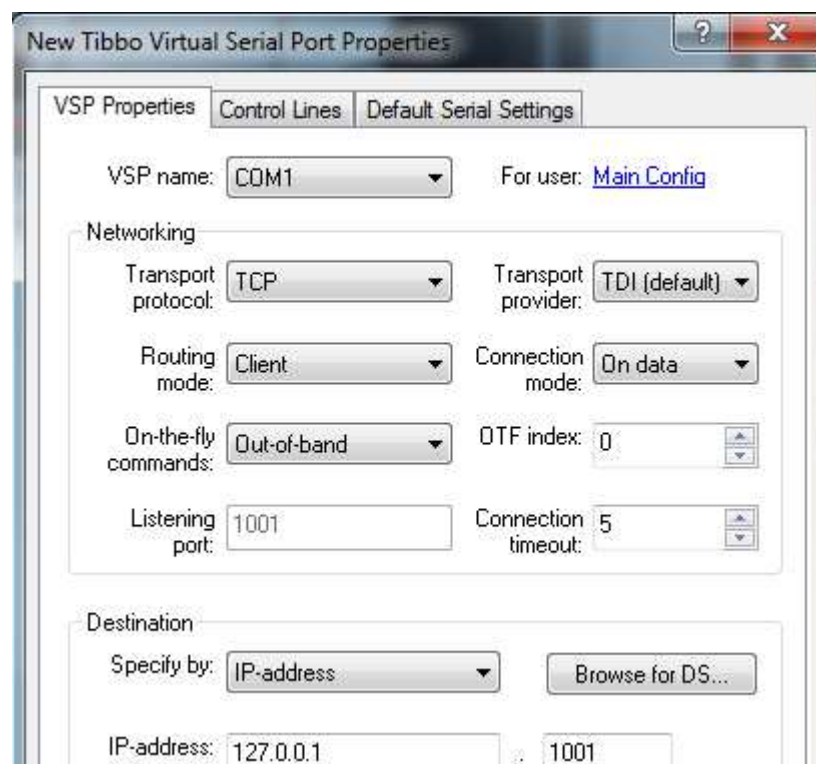 New Tibbo Virtual Serial Port Properties
VSP Properties Control Lines Default Serial Settings
VSP name: COM1 For user: Main Config
Networking
Transport protocol: TCP Transport provider: TDI (default)
Routing mode: Client Connection mode: On data
On-the-fly commands: Out-of-band OTF index: 0
Listening port: 1001 Connection timeout: 5
Destination
Specify by: IP-address Browse for DS...
IP-address: 127.0.0.1 . 1001